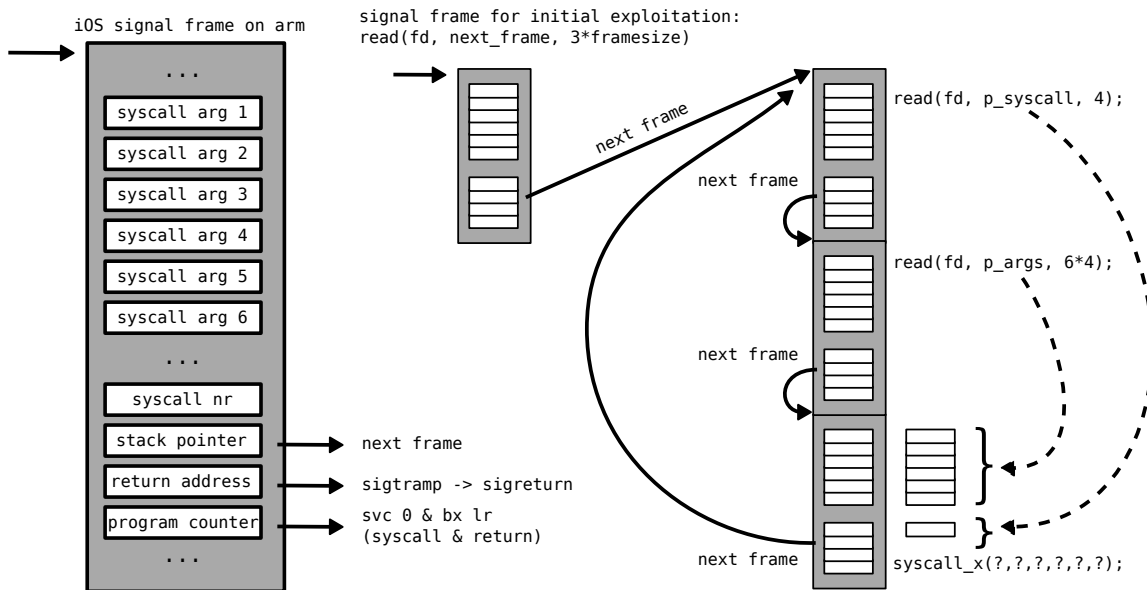 iOS signal frame on arm
...
syscall arg 1
syscall arg 2
syscall arg 3
syscall arg 4
syscall arg 5
syscall arg 6
...
syscall nr
stack pointer
next frame
return address
sigtramp -> sigreturn
program counter
svc 0 & bx lr
(syscall & return)
...
signal frame for initial exploitation:
read(fd, next_frame, 3*framesize)
next frame
read(fd, p_syscall, 4);
next frame
read(fd, p_args, 6*4);
next frame
next frame
syscall_x(?,?,?,?,?,?);